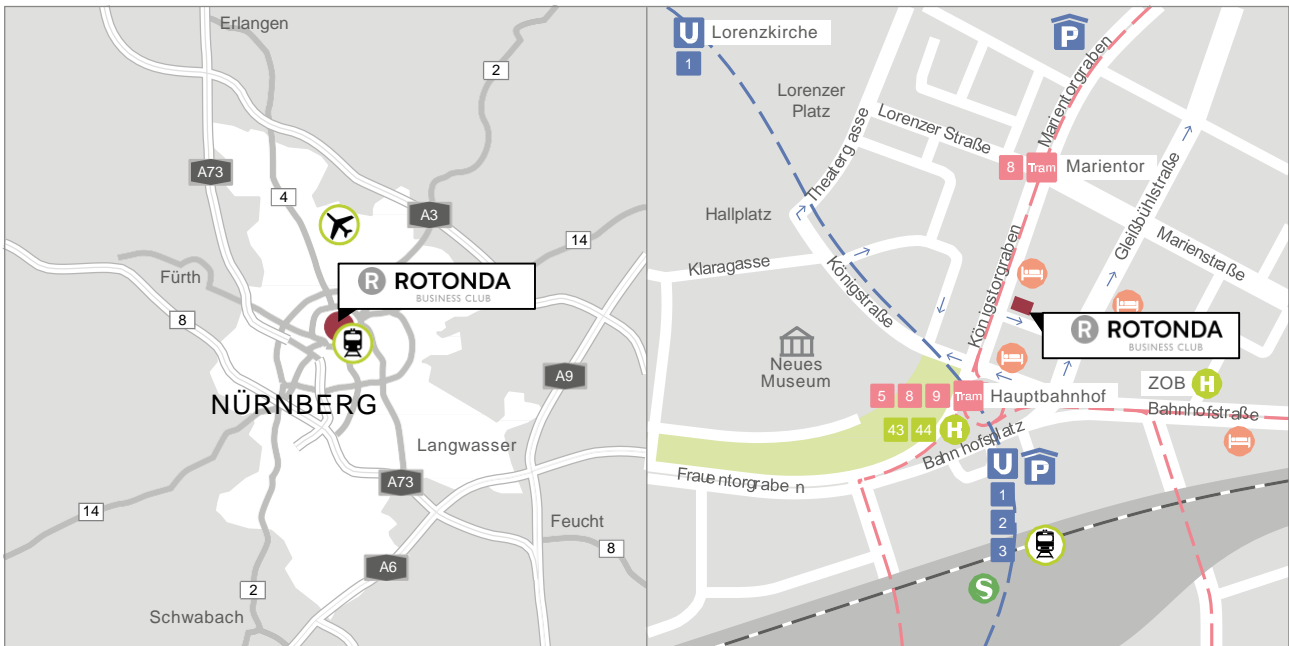 Erlangen
2
A73
4
A3
14
Fürth
R ROTONDA
BUSINESS CLUB
8
A9
NÜRNBERG
Langwasser
A73
14
Feucht
8
A6
2
Schwabach
U Lorenzkirche
1
P
Lorenzer
Platz
Marientorgraben
Lorenzer Straße
Theatergasse
8 Tram Marientor
Gleißbühlstraße
Hallplatz
Marienstraße
Klaragasse
Königstraße
Königstorgraben
R ROTONDA
BUSINESS CLUB
Neues
Museum
ZOB H
5 8 9 Tram Hauptbahnhof
Bahnhofstraße
43 44 H
Bahnhofsplatz
Frauentorgraben
U P
1
2
3
S